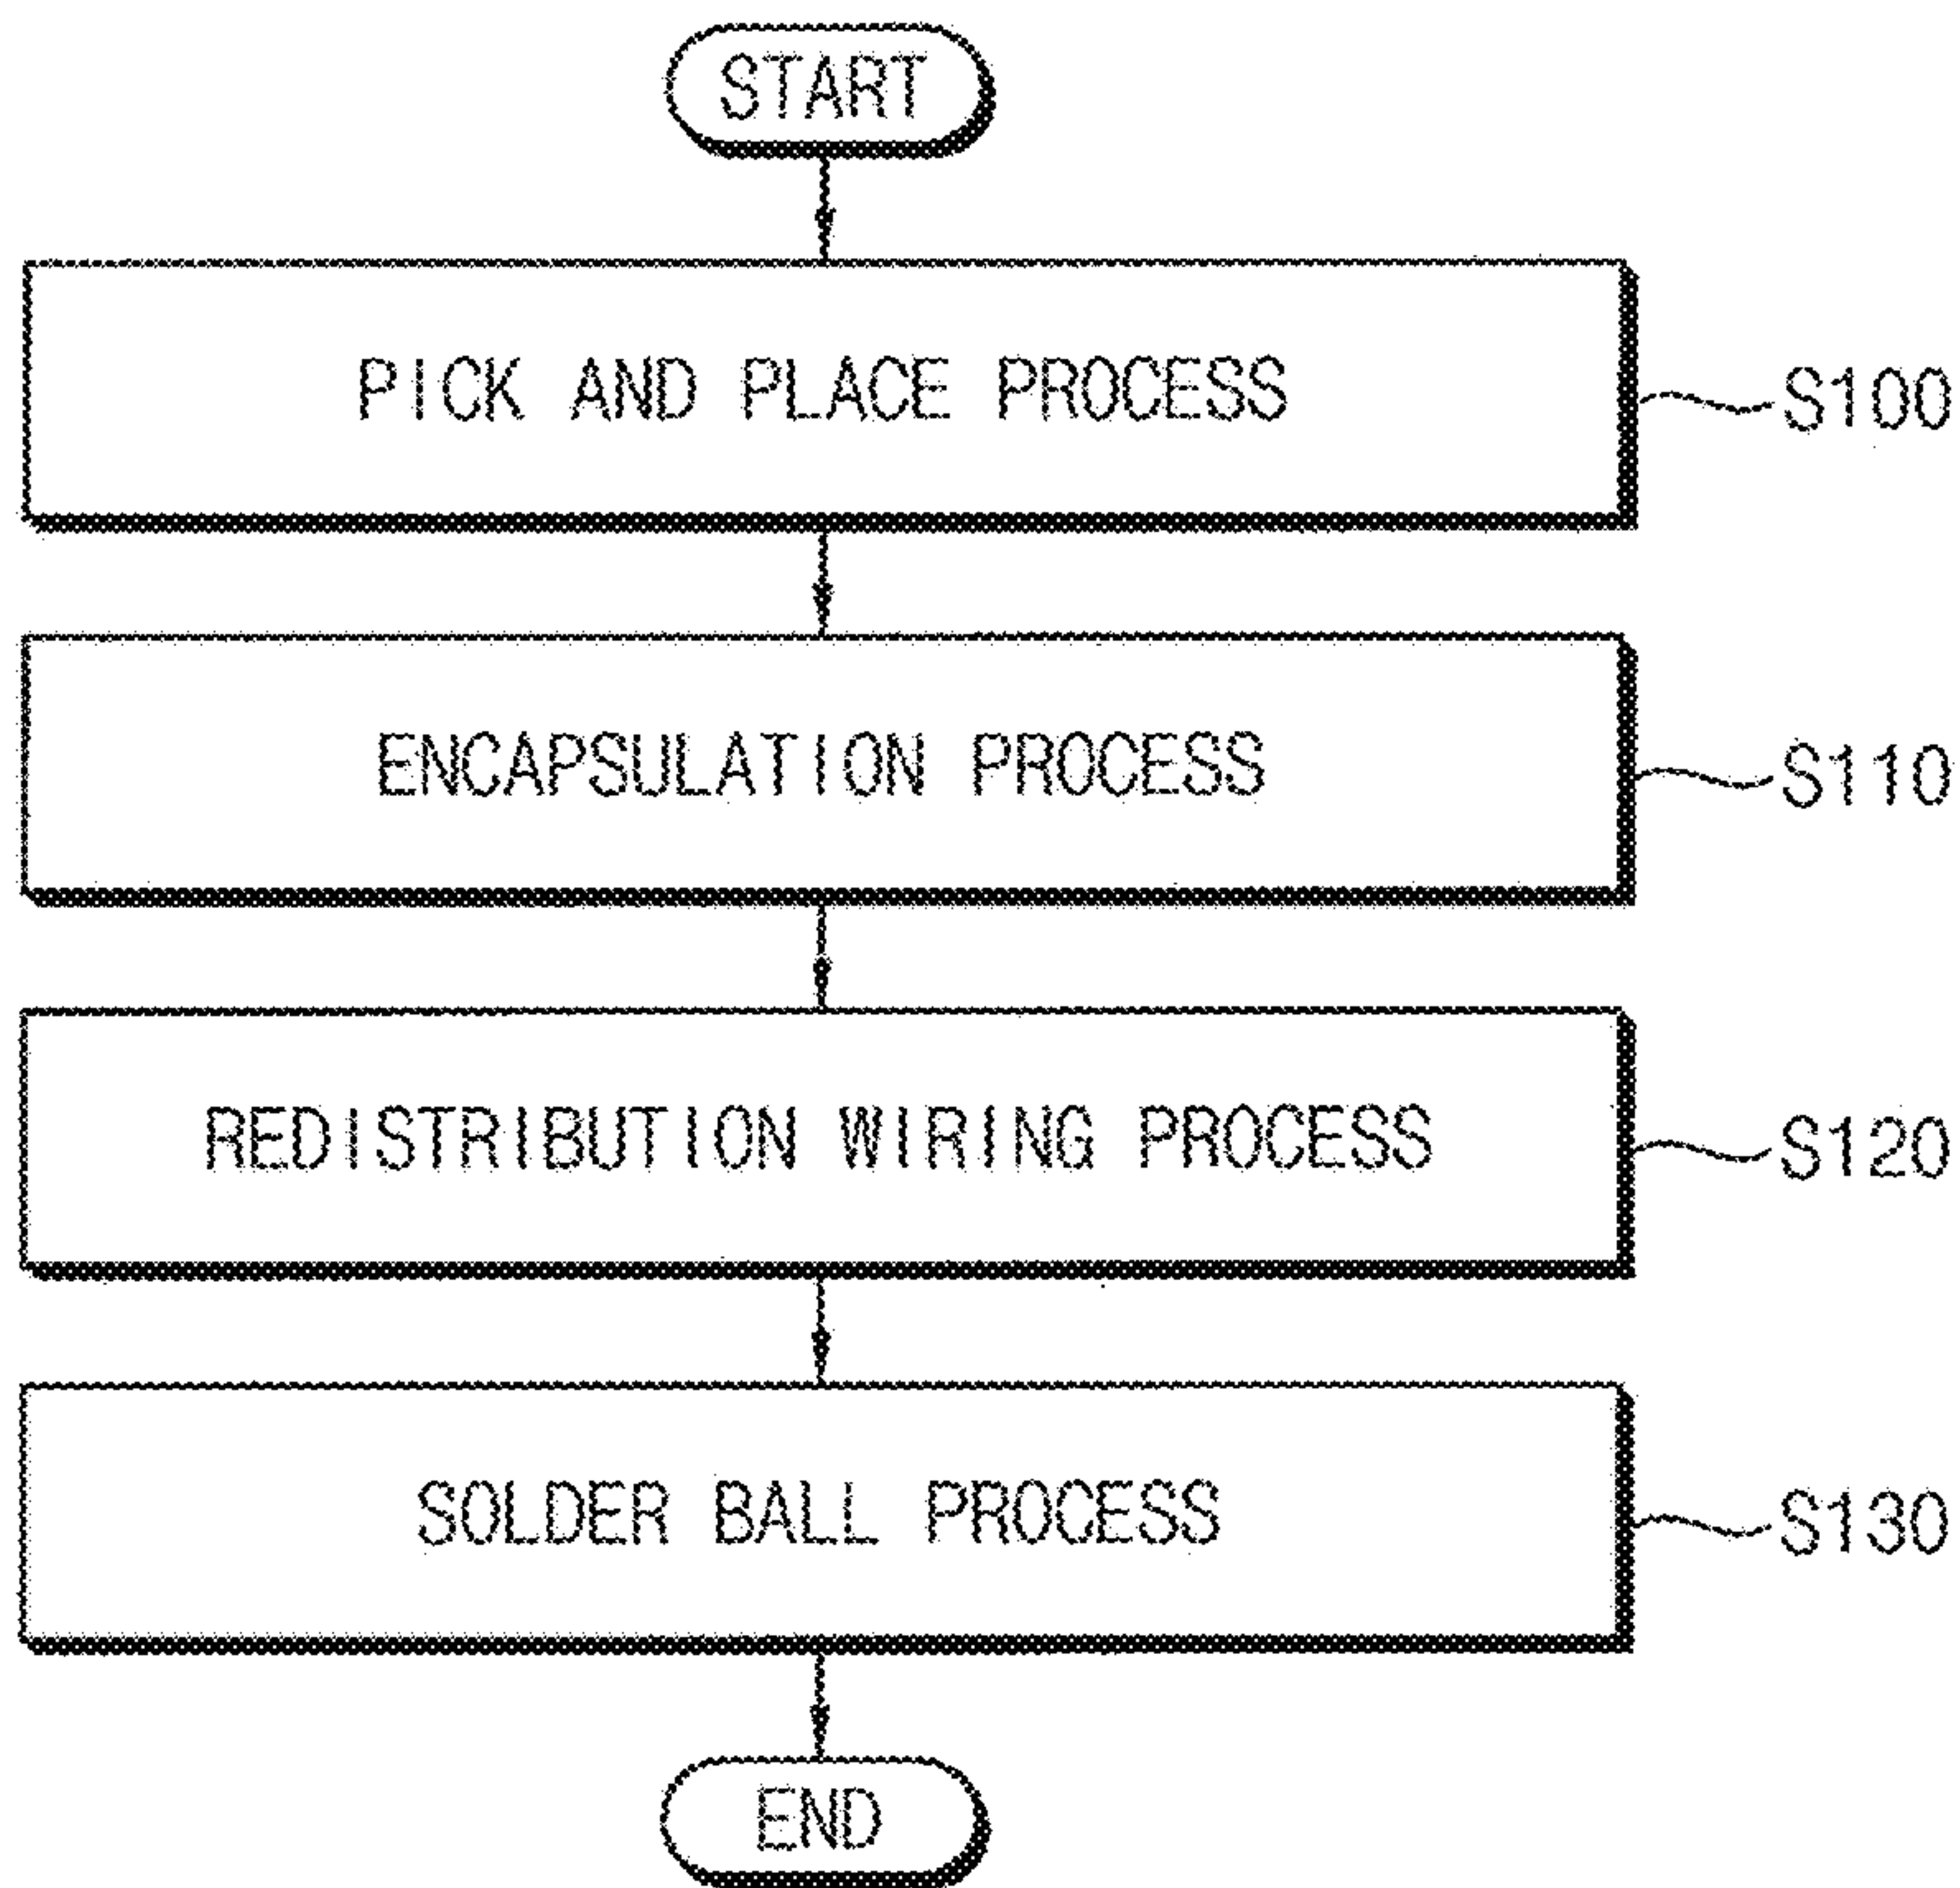 START
PICK AND PLACE PROCESS
S100
ENCAPSULATION PROCESS
S110
REDISTRIBUTION WIRING PROCESS
S120
SOLDER BALL PROCESS
S130
END